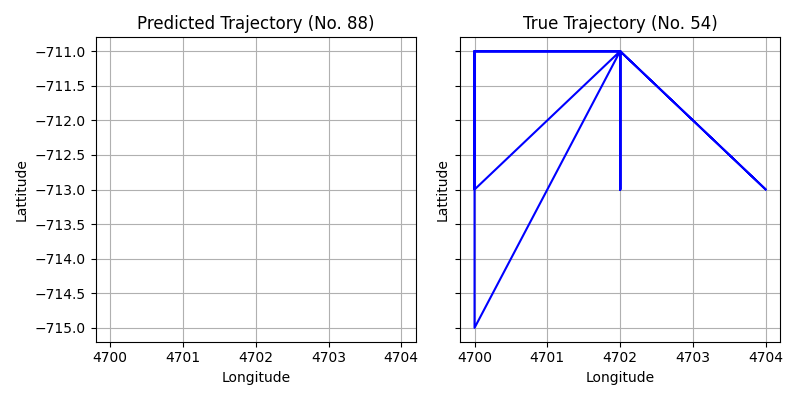 Predicted Trajectory (No. 88)
True Trajectory (No. 54)
Lattitude
−711.0
−711.5
−712.0
−712.5
−713.0
−713.5
−714.0
−714.5
−715.0
4700 4701 4702 4703 4704
Longitude
Lattitude
4700 4701 4702 4703 4704
Longitude